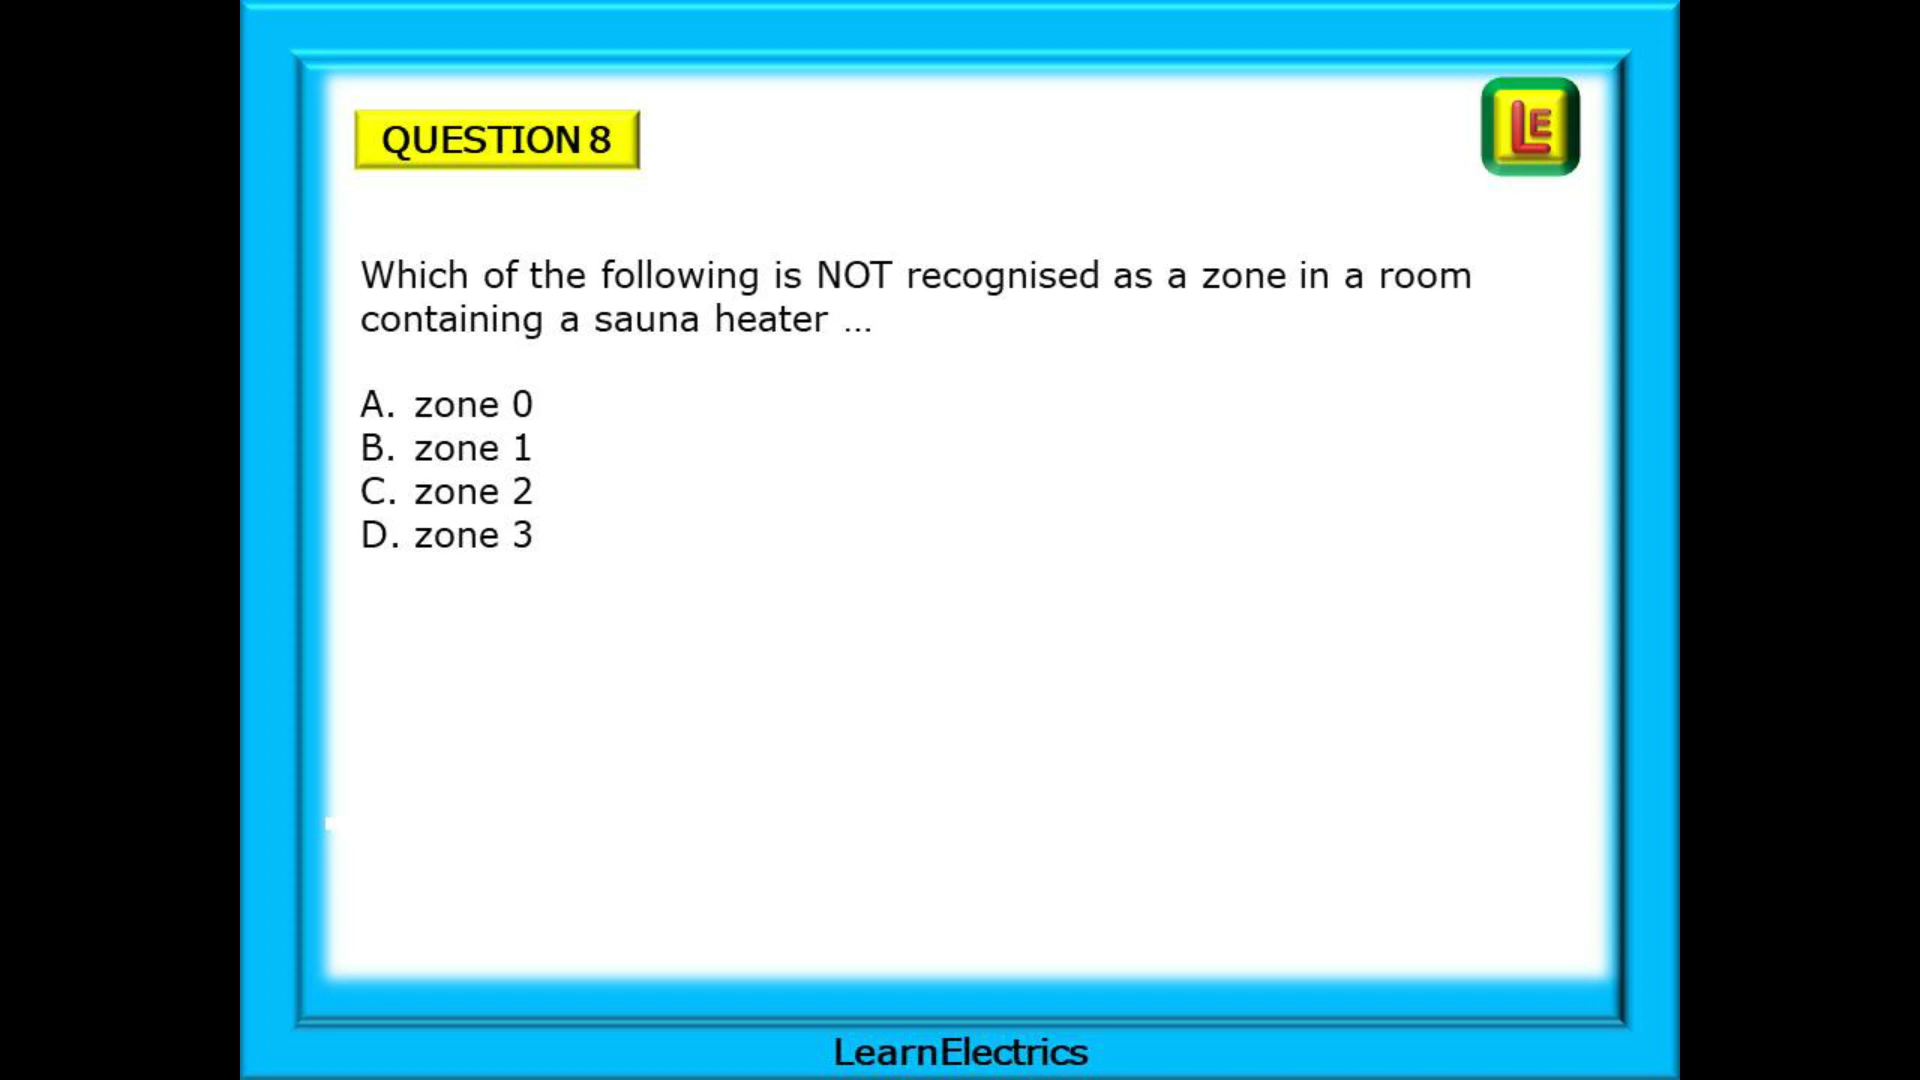 QUESTION 8
LE
Which of the following is NOT recognised as a zone in a room
containing a sauna heater ...
A. zone 0
B. zone 1
C. zone 2
D. zone 3
LearnElectrics